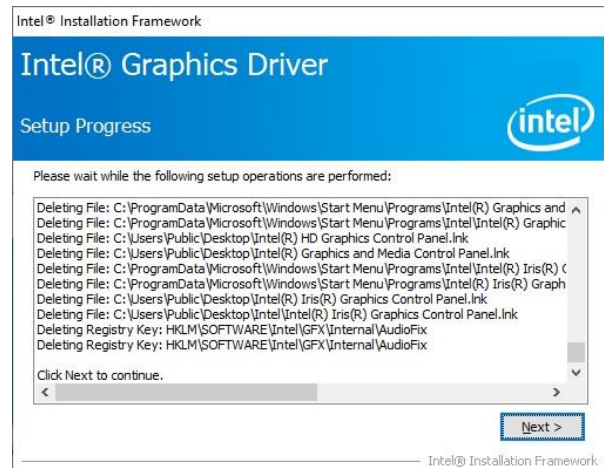 Intel® Installation Framework
Intel® Graphics Driver
Setup Progress
intel
Please wait while the following setup operations are performed:
Deleting File: C:\ProgramData\Microsoft\Windows\Start Menu\Programs\Intel(R) Graphics and
Deleting File: C:\ProgramData\Microsoft\Windows\Start Menu\Programs\Intel\Intel(R) Graphic
Deleting File: C:\Users\Public\Desktop\Intel(R) HD Graphics Control Panel.lnk
Deleting File: C:\Users\Public\Desktop\Intel(R) Graphics and Media Control Panel.lnk
Deleting File: C:\ProgramData\Microsoft\Windows\Start Menu\Programs\Intel\Intel(R) Iris(R) G
Deleting File: C:\ProgramData\Microsoft\Windows\Start Menu\Programs\Intel(R) Iris(R) Graph
Deleting File: C:\Users\Public\Desktop\Intel(R) Iris(R) Graphics Control Panel.lnk
Deleting File: C:\Users\Public\Desktop\Intel\Intel(R) Iris(R) Graphics Control Panel.lnk
Deleting Registry Key: HKLM\SOFTWARE\Intel\GFX\Internal\AudioFix
Deleting Registry Key: HKLM\SOFTWARE\Intel\GFX\Internal\AudioFix
Click Next to continue.
Next >
Intel® Installation Framework